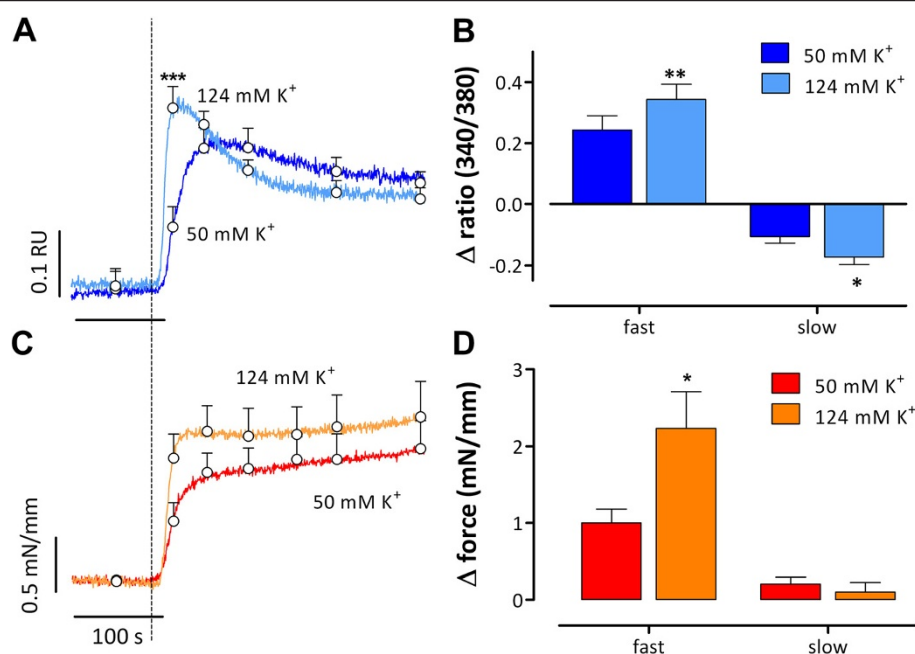 A
***
124 mM K⁺
50 mM K⁺
0.1 RU
B
50 mM K⁺
124 mM K⁺
Δ ratio (340/380)
0.4
0.2
0.0
-0.2
**
*
fast
slow
C
124 mM K⁺
50 mM K⁺
0.5 mN/mm
100 s
D
50 mM K⁺
124 mM K⁺
Δ force (mN/mm)
3
2
1
0
*
fast
slow